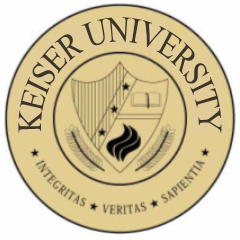 KEISER UNIVERSITY
★ INTEGRITAS ★ VERITAS ★ SAPIENTIA ★